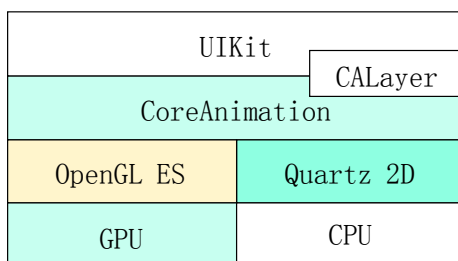 UIKit
CALayer
CoreAnimation
OpenGL ES
Quartz 2D
GPU
CPU